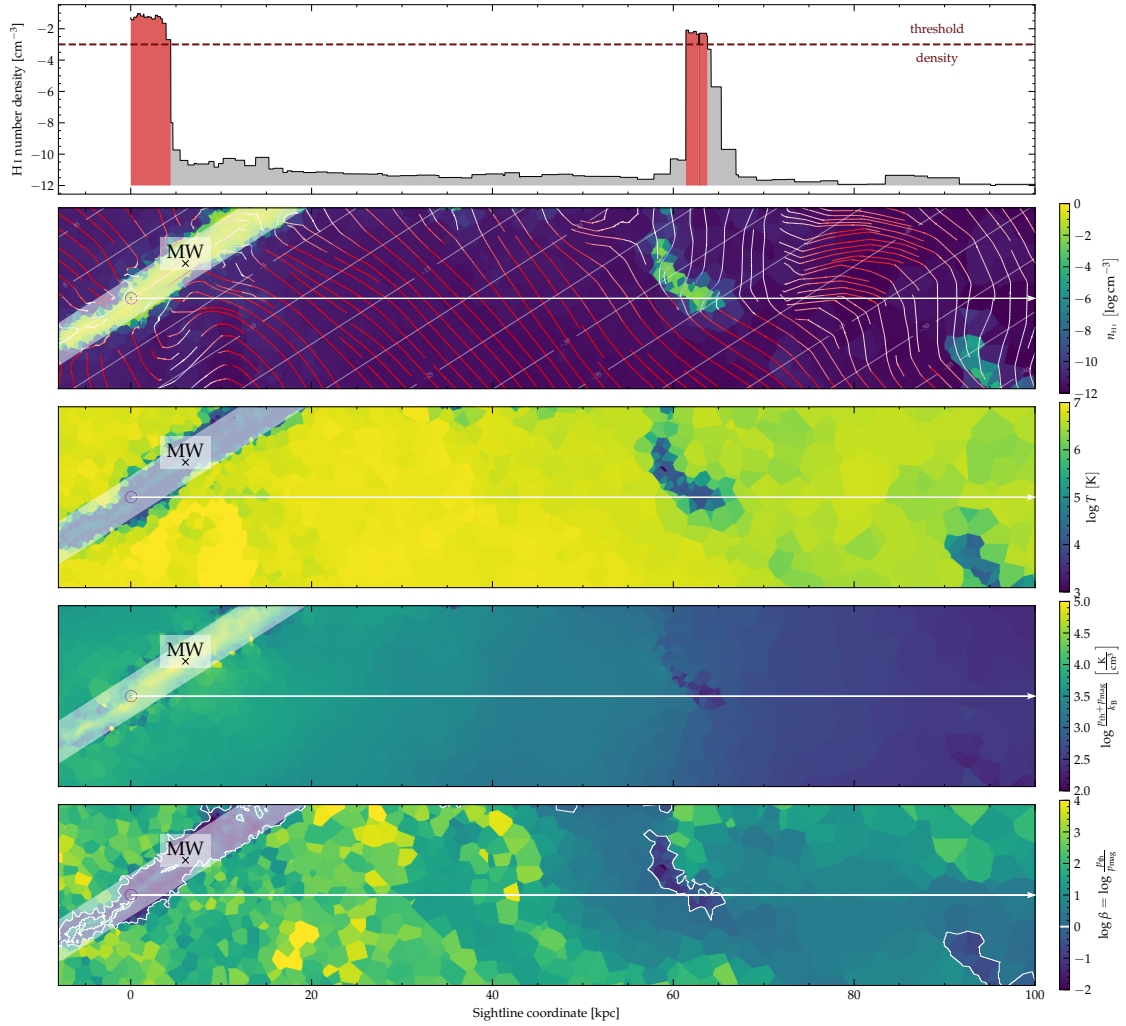 −2
−4
−6
−8
−10
−12
H I number density [cm⁻³]
threshold
density
MW
0
−2
−4
−6
−8
−10
−12
n_HI [log cm⁻³]
MW
7
6
5
4
3
log T [K]
MW
5.0
4.5
4.0
3.5
3.0
2.5
2.0
log (p_th + p_mag)/k_B [K/cm³]
MW
4
3
2
1
0
−1
−2
log β = log p_th/p_mag
0 20 40 60 80 100
Sightline coordinate [kpc]